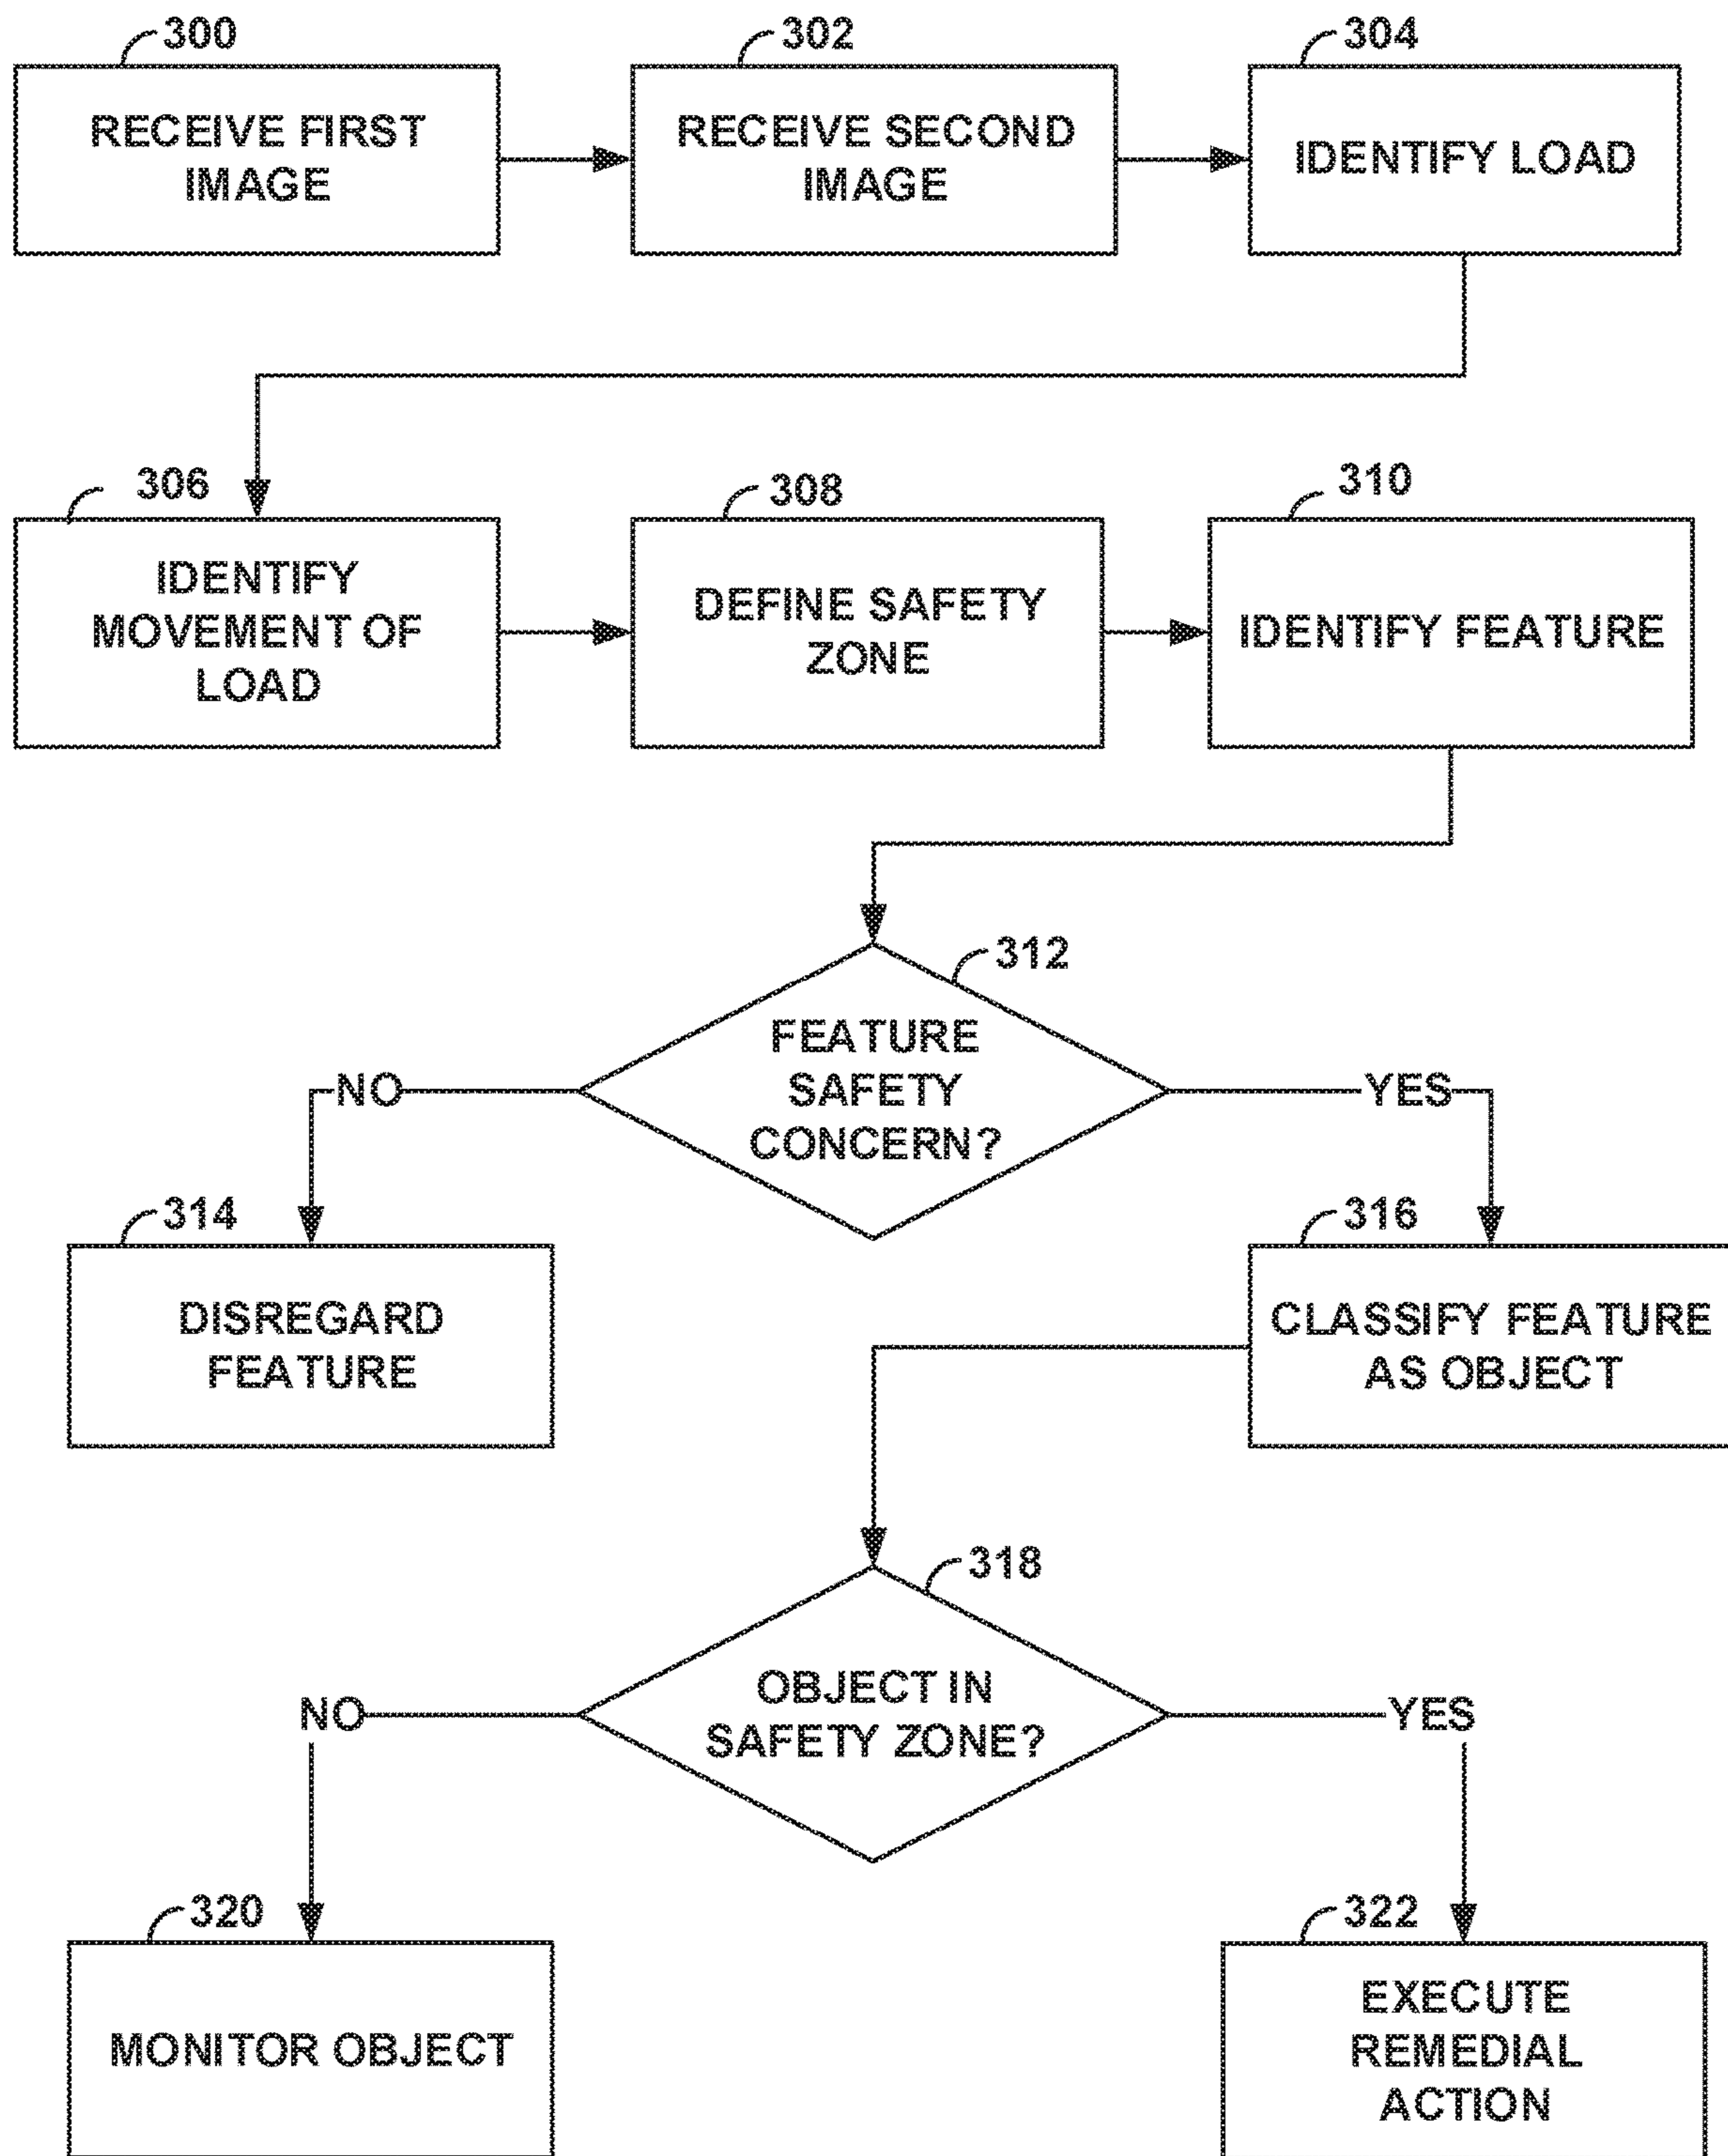 300
RECEIVE FIRST
IMAGE
302
RECEIVE SECOND
IMAGE
304
IDENTIFY LOAD
306
IDENTIFY
MOVEMENT OF
LOAD
308
DEFINE SAFETY
ZONE
310
IDENTIFY FEATURE
312
FEATURE
SAFETY
CONCERN?
NO
YES
314
DISREGARD
FEATURE
316
CLASSIFY FEATURE
AS OBJECT
318
OBJECT IN
SAFETY ZONE?
NO
YES
320
MONITOR OBJECT
322
EXECUTE
REMEDIAL
ACTION